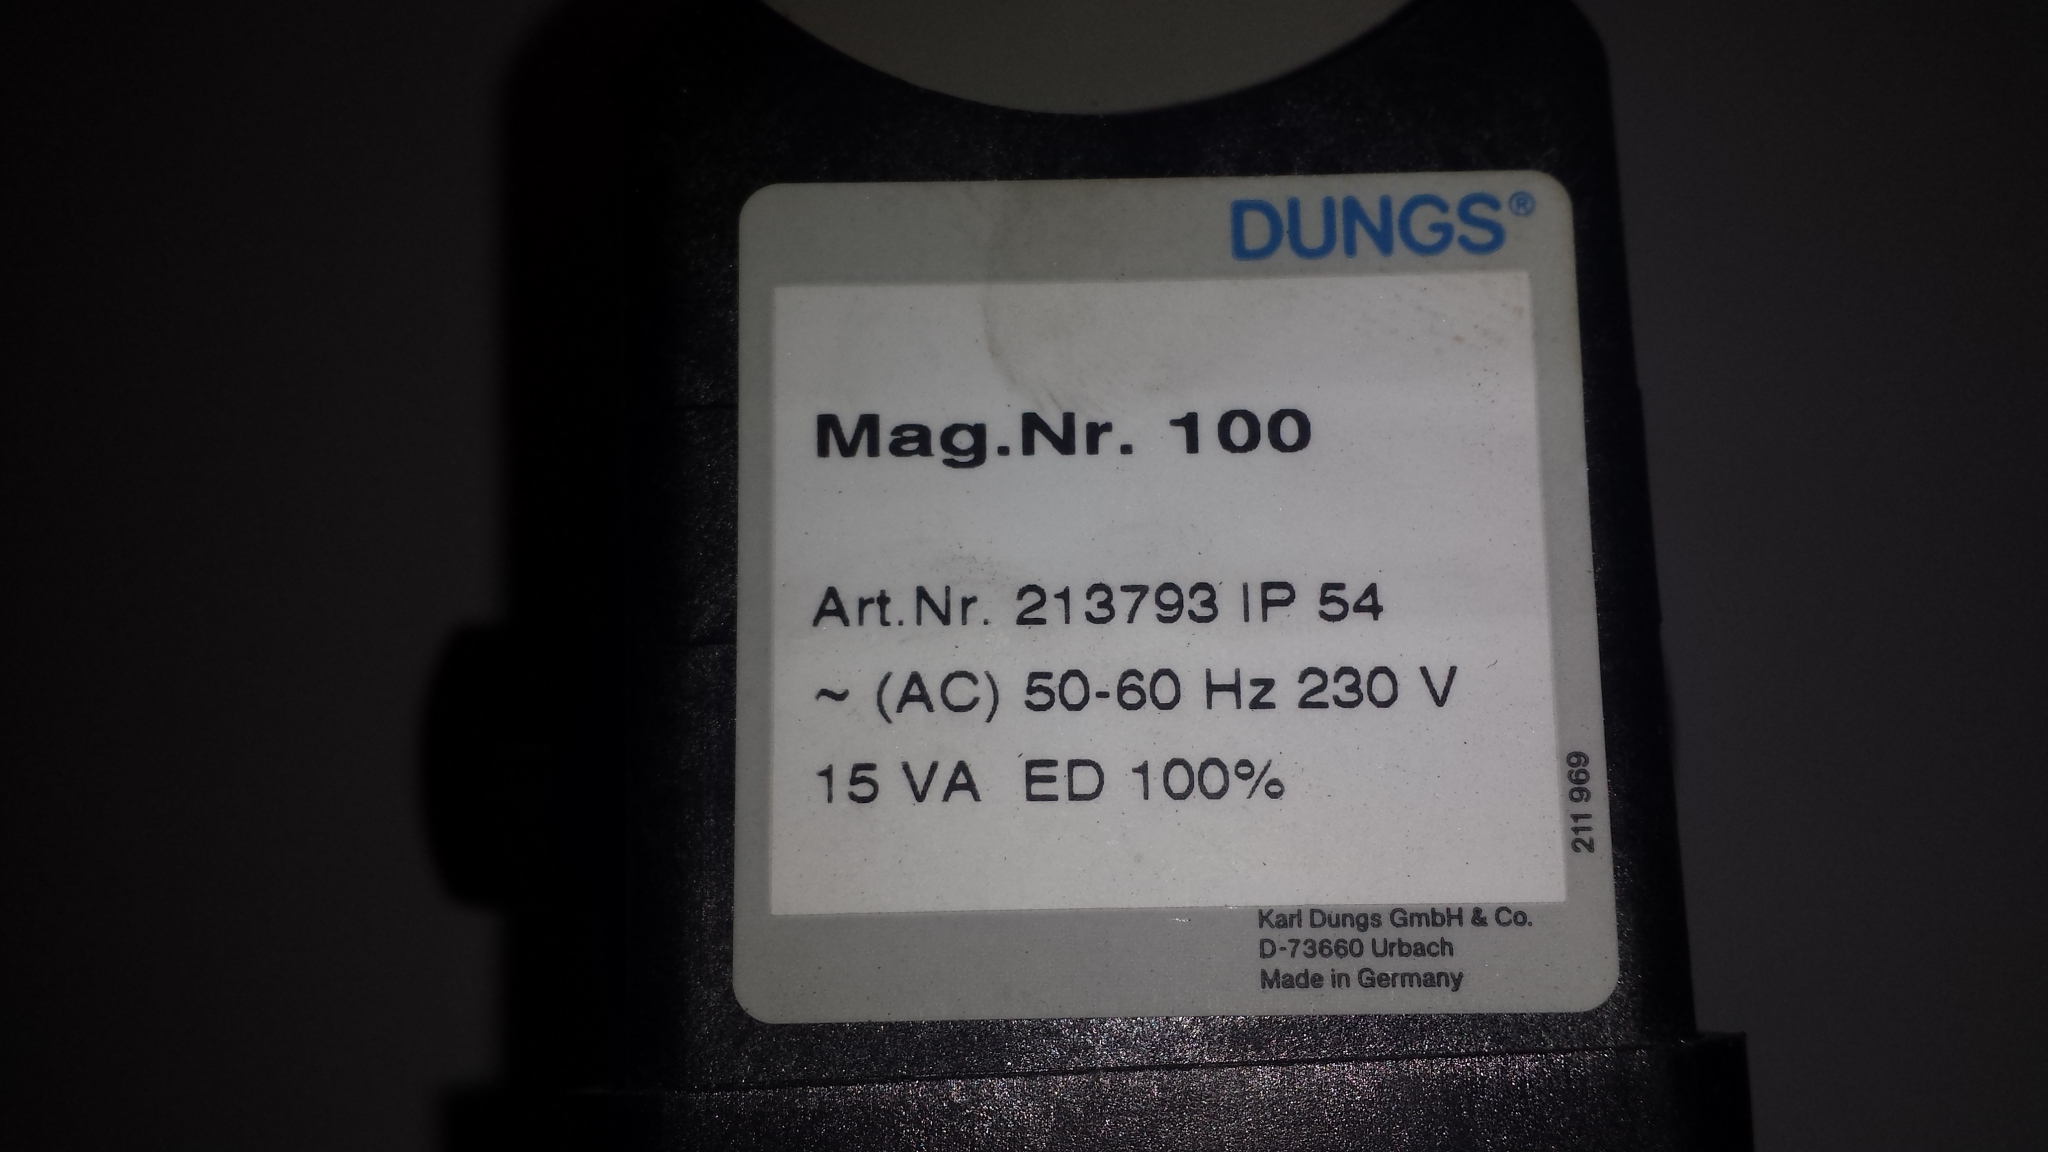 DUNGS®
Mag.Nr. 100
Art.Nr. 213793 IP 54
~ (AC) 50-60 Hz 230 V
15 VA ED 100%
211 969
Karl Dungs GmbH & Co.
D-73660 Urbach
Made in Germany